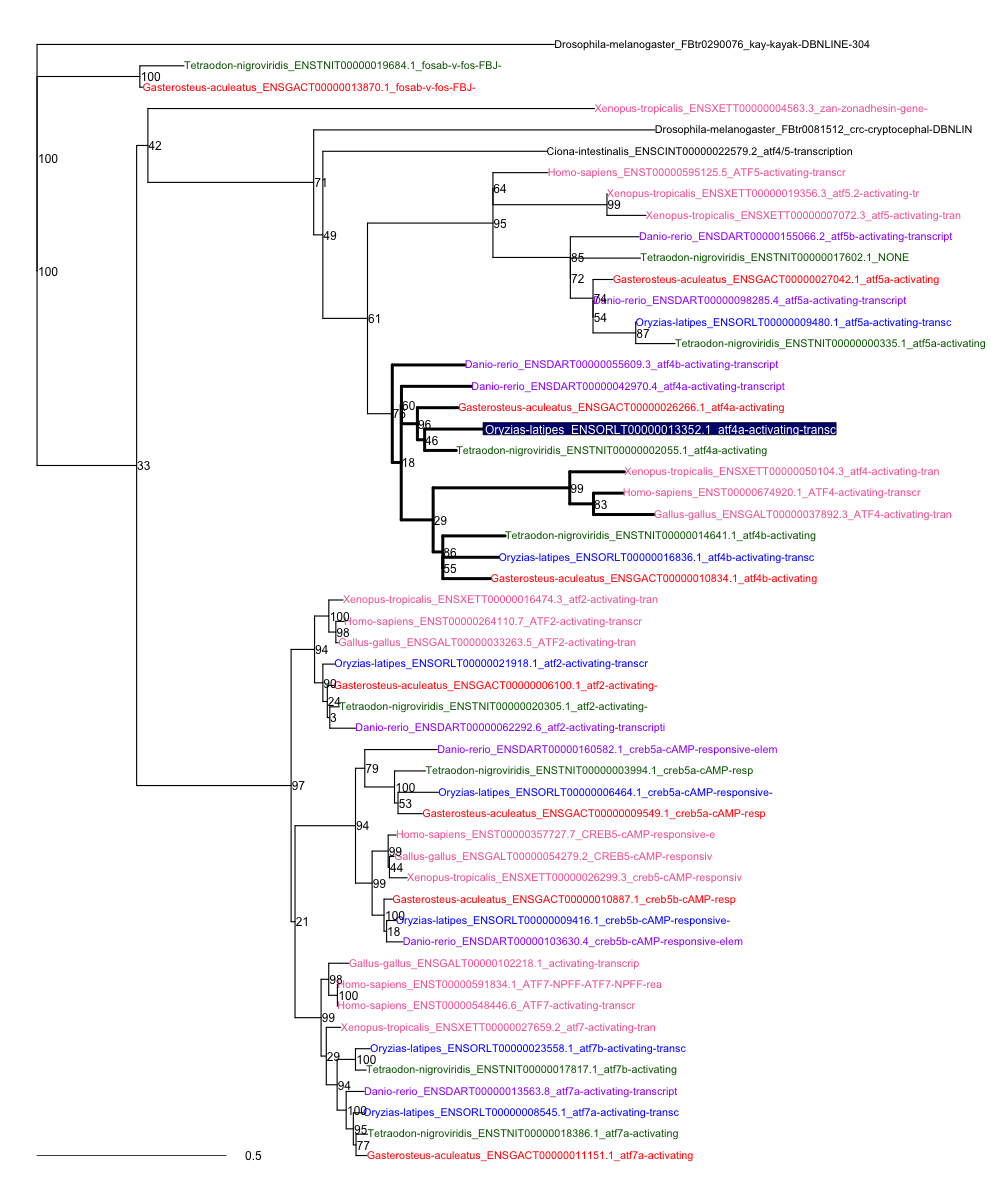 Drosophila-melanogaster_FBtr0290076_kay-kayak-DBNLINE-304
Tetraodon-nigroviridis_ENSTNIT00000019684.1_fosab-v-fos-FBJ-
100
Gasterosteus-aculeatus_ENSGACT00000013870.1_fosab-v-fos-FBJ-
Xenopus-tropicalis_ENSXETT00000004563.3_zan-zonadhesin-gene-
Drosophila-melanogaster_FBtr0081512_crc-cryptocephal-DBNLIN
42
Ciona-intestinalis_ENSCINT00000022579.2_atf4/5-transcription
100
Homo-sapiens_ENST00000595125.5_ATF5-activating-transcr
71
64
Xenopus-tropicalis_ENSXETT00000019356.3_atf5.2-activating-tr
99
Xenopus-tropicalis_ENSXETT00000007072.3_atf5-activating-tran
95
49
Danio-rerio_ENSDART00000155066.2_atf5b-activating-transcript
85
Tetraodon-nigroviridis_ENSTNIT00000017602.1_NONE
100
72
Gasterosteus-aculeatus_ENSGACT00000027042.1_atf5a-activating
74
Danio-rerio_ENSDART00000098285.4_atf5a-activating-transcript
61
54
Oryzias-latipes_ENSORLT00000009480.1_atf5a-activating-transc
87
Tetraodon-nigroviridis_ENSTNIT00000000335.1_atf5a-activating
Danio-rerio_ENSDART00000055609.3_atf4b-activating-transcript
Danio-rerio_ENSDART00000042970.4_atf4a-activating-transcript
60
Gasterosteus-aculeatus_ENSGACT00000026266.1_atf4a-activating
96
Oryzias-latipes_ENSORLT00000013352.1_atf4a-activating-transc
46
Tetraodon-nigroviridis_ENSTNIT00000002055.1_atf4a-activating
18
33
Xenopus-tropicalis_ENSXETT00000050104.3_atf4-activating-tran
99
Homo-sapiens_ENST00000674920.1_ATF4-activating-transcr
83
Gallus-gallus_ENSGALT00000037892.3_ATF4-activating-tran
29
Tetraodon-nigroviridis_ENSTNIT00000014641.1_atf4b-activating
86
Oryzias-latipes_ENSORLT00000016836.1_atf4b-activating-transc
55
Gasterosteus-aculeatus_ENSGACT00000010834.1_atf4b-activating
Xenopus-tropicalis_ENSXETT00000016474.3_atf2-activating-tran
100
Homo-sapiens_ENST00000264110.7_ATF2-activating-transcr
98
Gallus-gallus_ENSGALT00000033263.5_ATF2-activating-tran
94
Oryzias-latipes_ENSORLT00000021918.1_atf2-activating-transcr
90
Gasterosteus-aculeatus_ENSGACT00000006100.1_atf2-activating-
24
Tetraodon-nigroviridis_ENSTNIT00000020305.1_atf2-activating-
3
Danio-rerio_ENSDART00000062292.6_atf2-activating-transcripti
Danio-rerio_ENSDART00000160582.1_creb5a-cAMP-responsive-elem
79
Tetraodon-nigroviridis_ENSTNIT00000003994.1_creb5a-cAMP-resp
97
100
Oryzias-latipes_ENSORLT00000006464.1_creb5a-cAMP-responsive-
53
Gasterosteus-aculeatus_ENSGACT00000009549.1_creb5a-cAMP-resp
94
Homo-sapiens_ENST00000357727.7_CREB5-cAMP-responsive-e
99
Gallus-gallus_ENSGALT00000054279.2_CREB5-cAMP-responsiv
44
Xenopus-tropicalis_ENSXETT00000026299.3_creb5-cAMP-responsiv
99
Gasterosteus-aculeatus_ENSGACT00000010887.1_creb5b-cAMP-resp
100
Oryzias-latipes_ENSORLT00000009416.1_creb5b-cAMP-responsive-
21
18
Danio-rerio_ENSDART00000103630.4_creb5b-cAMP-responsive-elem
Gallus-gallus_ENSGALT00000102218.1_activating-transcrip
98
Homo-sapiens_ENST00000591834.1_ATF7-NPFF-ATF7-NPFF-rea
100
Homo-sapiens_ENST00000548446.6_ATF7-activating-transcr
99
Xenopus-tropicalis_ENSXETT00000027659.2_atf7-activating-tran
Oryzias-latipes_ENSORLT00000023558.1_atf7b-activating-transc
29
100
Tetraodon-nigroviridis_ENSTNIT00000017817.1_atf7b-activating
94
Danio-rerio_ENSDART00000013563.8_atf7a-activating-transcript
100
Oryzias-latipes_ENSORLT00000008545.1_atf7a-activating-transc
95
Tetraodon-nigroviridis_ENSTNIT00000018386.1_atf7a-activating
77
Gasterosteus-aculeatus_ENSGACT00000011151.1_atf7a-activating
0.5